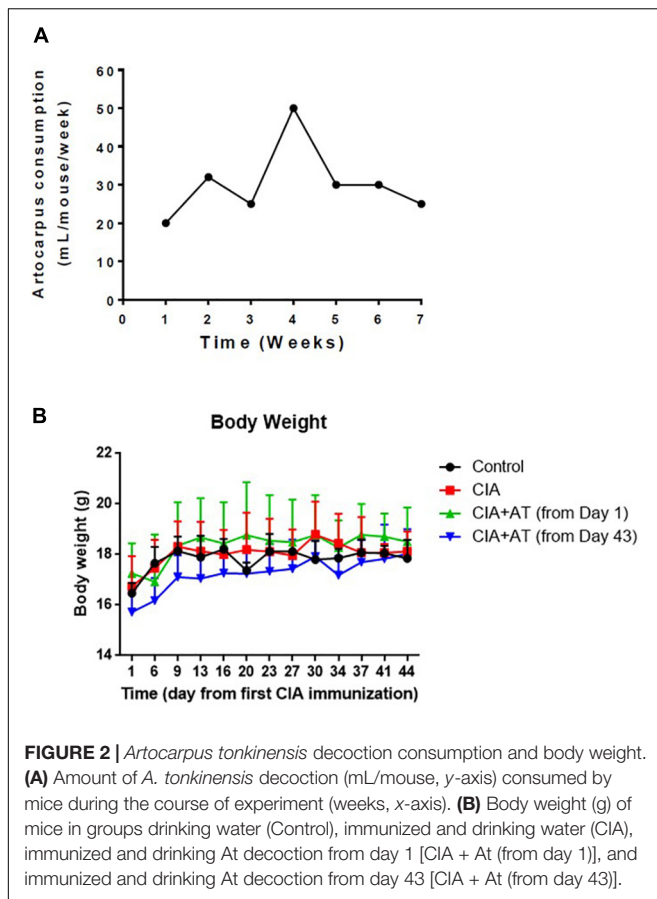 A
Artocarpus consumption
(mL/mouse/week)
60
50
40
30
20
10
0
0 1 2 3 4 5 6 7
Time (Weeks)
B
Body Weight
Body weight (g)
22
20
18
16
14
1 6 9 13 16 20 23 27 30 34 37 41 44
Time (day from first CIA immunization)
Control
CIA
CIA+AT (from Day 1)
CIA+AT (from Day 43)
FIGURE 2 | Artocarpus tonkinensis decoction consumption and body weight.
(A) Amount of A. tonkinensis decoction (mL/mouse, y-axis) consumed by
mice during the course of experiment (weeks, x-axis). (B) Body weight (g) of
mice in groups drinking water (Control), immunized and drinking water (CIA),
immunized and drinking At decoction from day 1 [CIA + At (from day 1)], and
immunized and drinking At decoction from day 43 [CIA + At (from day 43)].